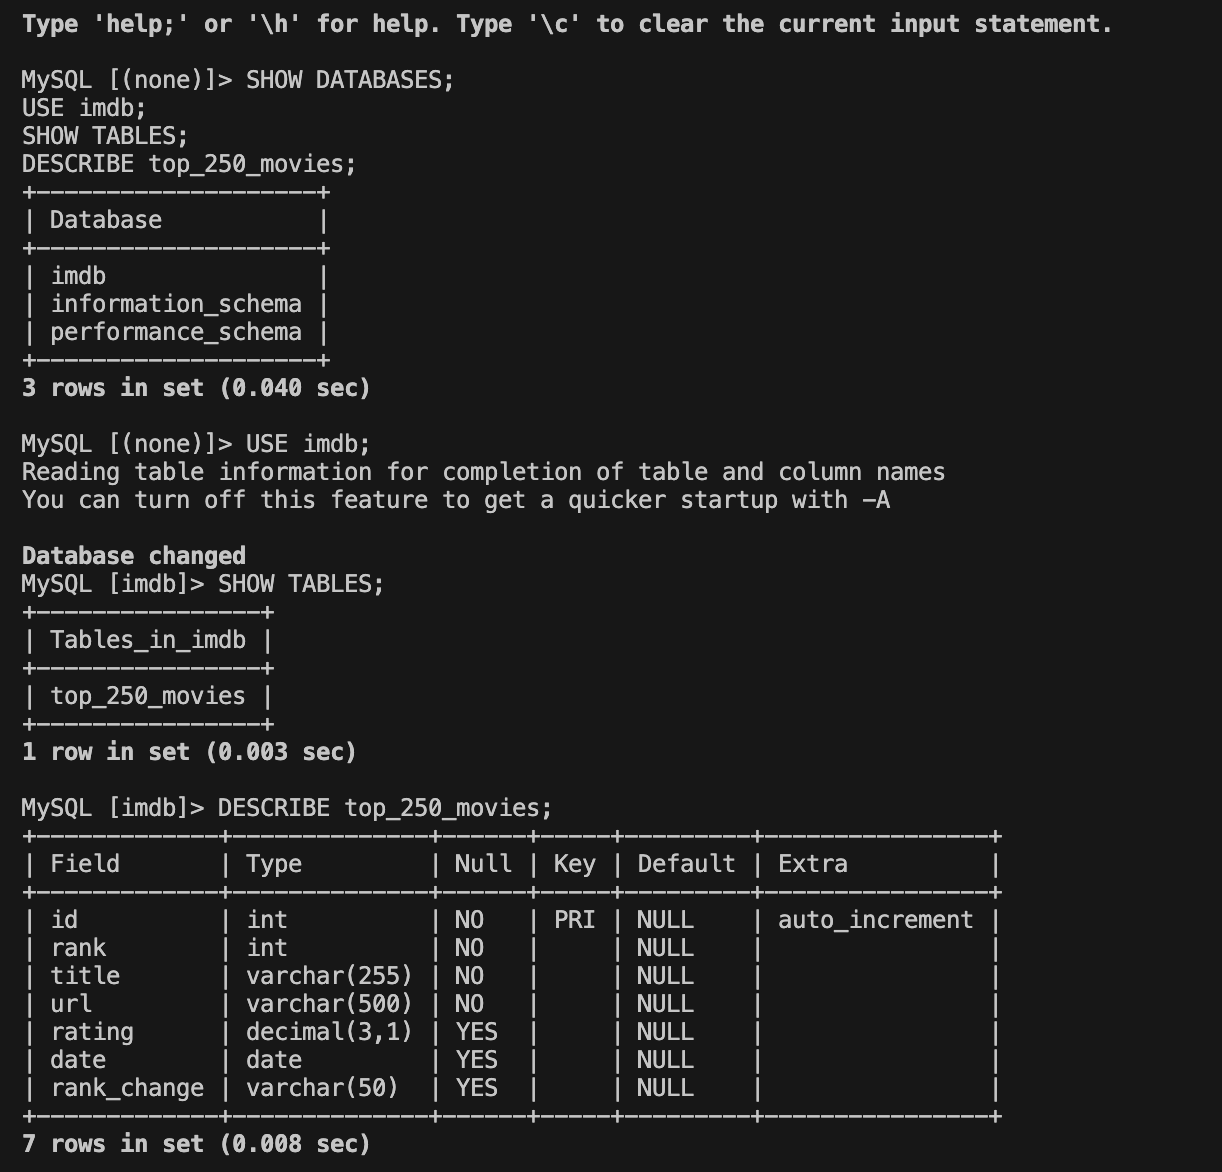 Type 'help;' or '\h' for help. Type '\c' to clear the current input statement.
MySQL [(none)]> SHOW DATABASES;
USE imdb;
SHOW TABLES;
DESCRIBE top_250_movies;
+--------------------+
| Database           |
+--------------------+
| imdb               |
| information_schema |
| performance_schema |
+--------------------+
3 rows in set (0.040 sec)
MySQL [(none)]> USE imdb;
Reading table information for completion of table and column names
You can turn off this feature to get a quicker startup with -A
Database changed
MySQL [imdb]> SHOW TABLES;
+----------------+
| Tables_in_imdb |
+----------------+
| top_250_movies |
+----------------+
1 row in set (0.003 sec)
MySQL [imdb]> DESCRIBE top_250_movies;
+-------------+--------------+------+-----+---------+----------------+
| Field       | Type         | Null | Key | Default | Extra          |
+-------------+--------------+------+-----+---------+----------------+
| id          | int          | NO   | PRI | NULL    | auto_increment |
| rank        | int          | NO   |     | NULL    |                |
| title       | varchar(255) | NO   |     | NULL    |                |
| url         | varchar(500) | NO   |     | NULL    |                |
| rating      | decimal(3,1) | YES  |     | NULL    |                |
| date        | date         | YES  |     | NULL    |                |
| rank_change | varchar(50)  | YES  |     | NULL    |                |
+-------------+--------------+------+-----+---------+----------------+
7 rows in set (0.008 sec)